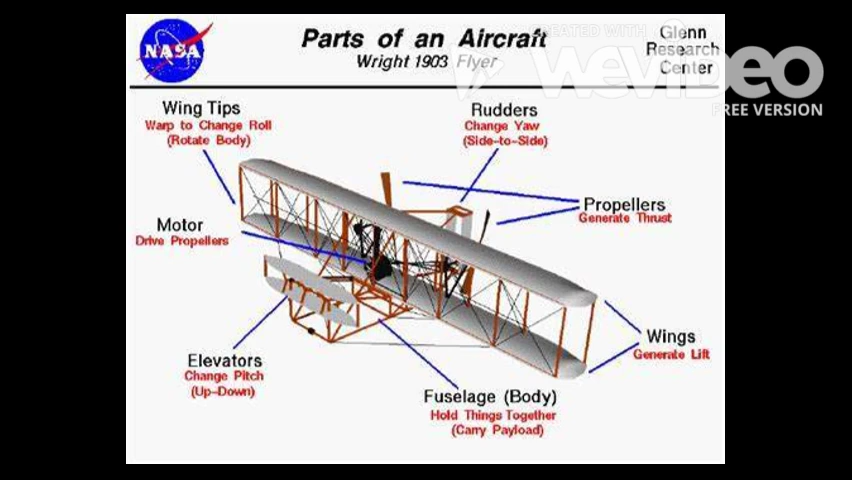 CREATED WITH
WeVideo
FREE VERSION
NASA
Parts of an Aircraft
Wright 1903 Flyer
Glenn
Research
Center
Wing Tips
Warp to Change Roll
(Rotate Body)
Rudders
Change Yaw
(Side-to-Side)
Propellers
Generate Thrust
Motor
Drive Propellers
Wings
Generate Lift
Elevators
Change Pitch
(Up-Down)
Fuselage (Body)
Hold Things Together
(Carry Payload)